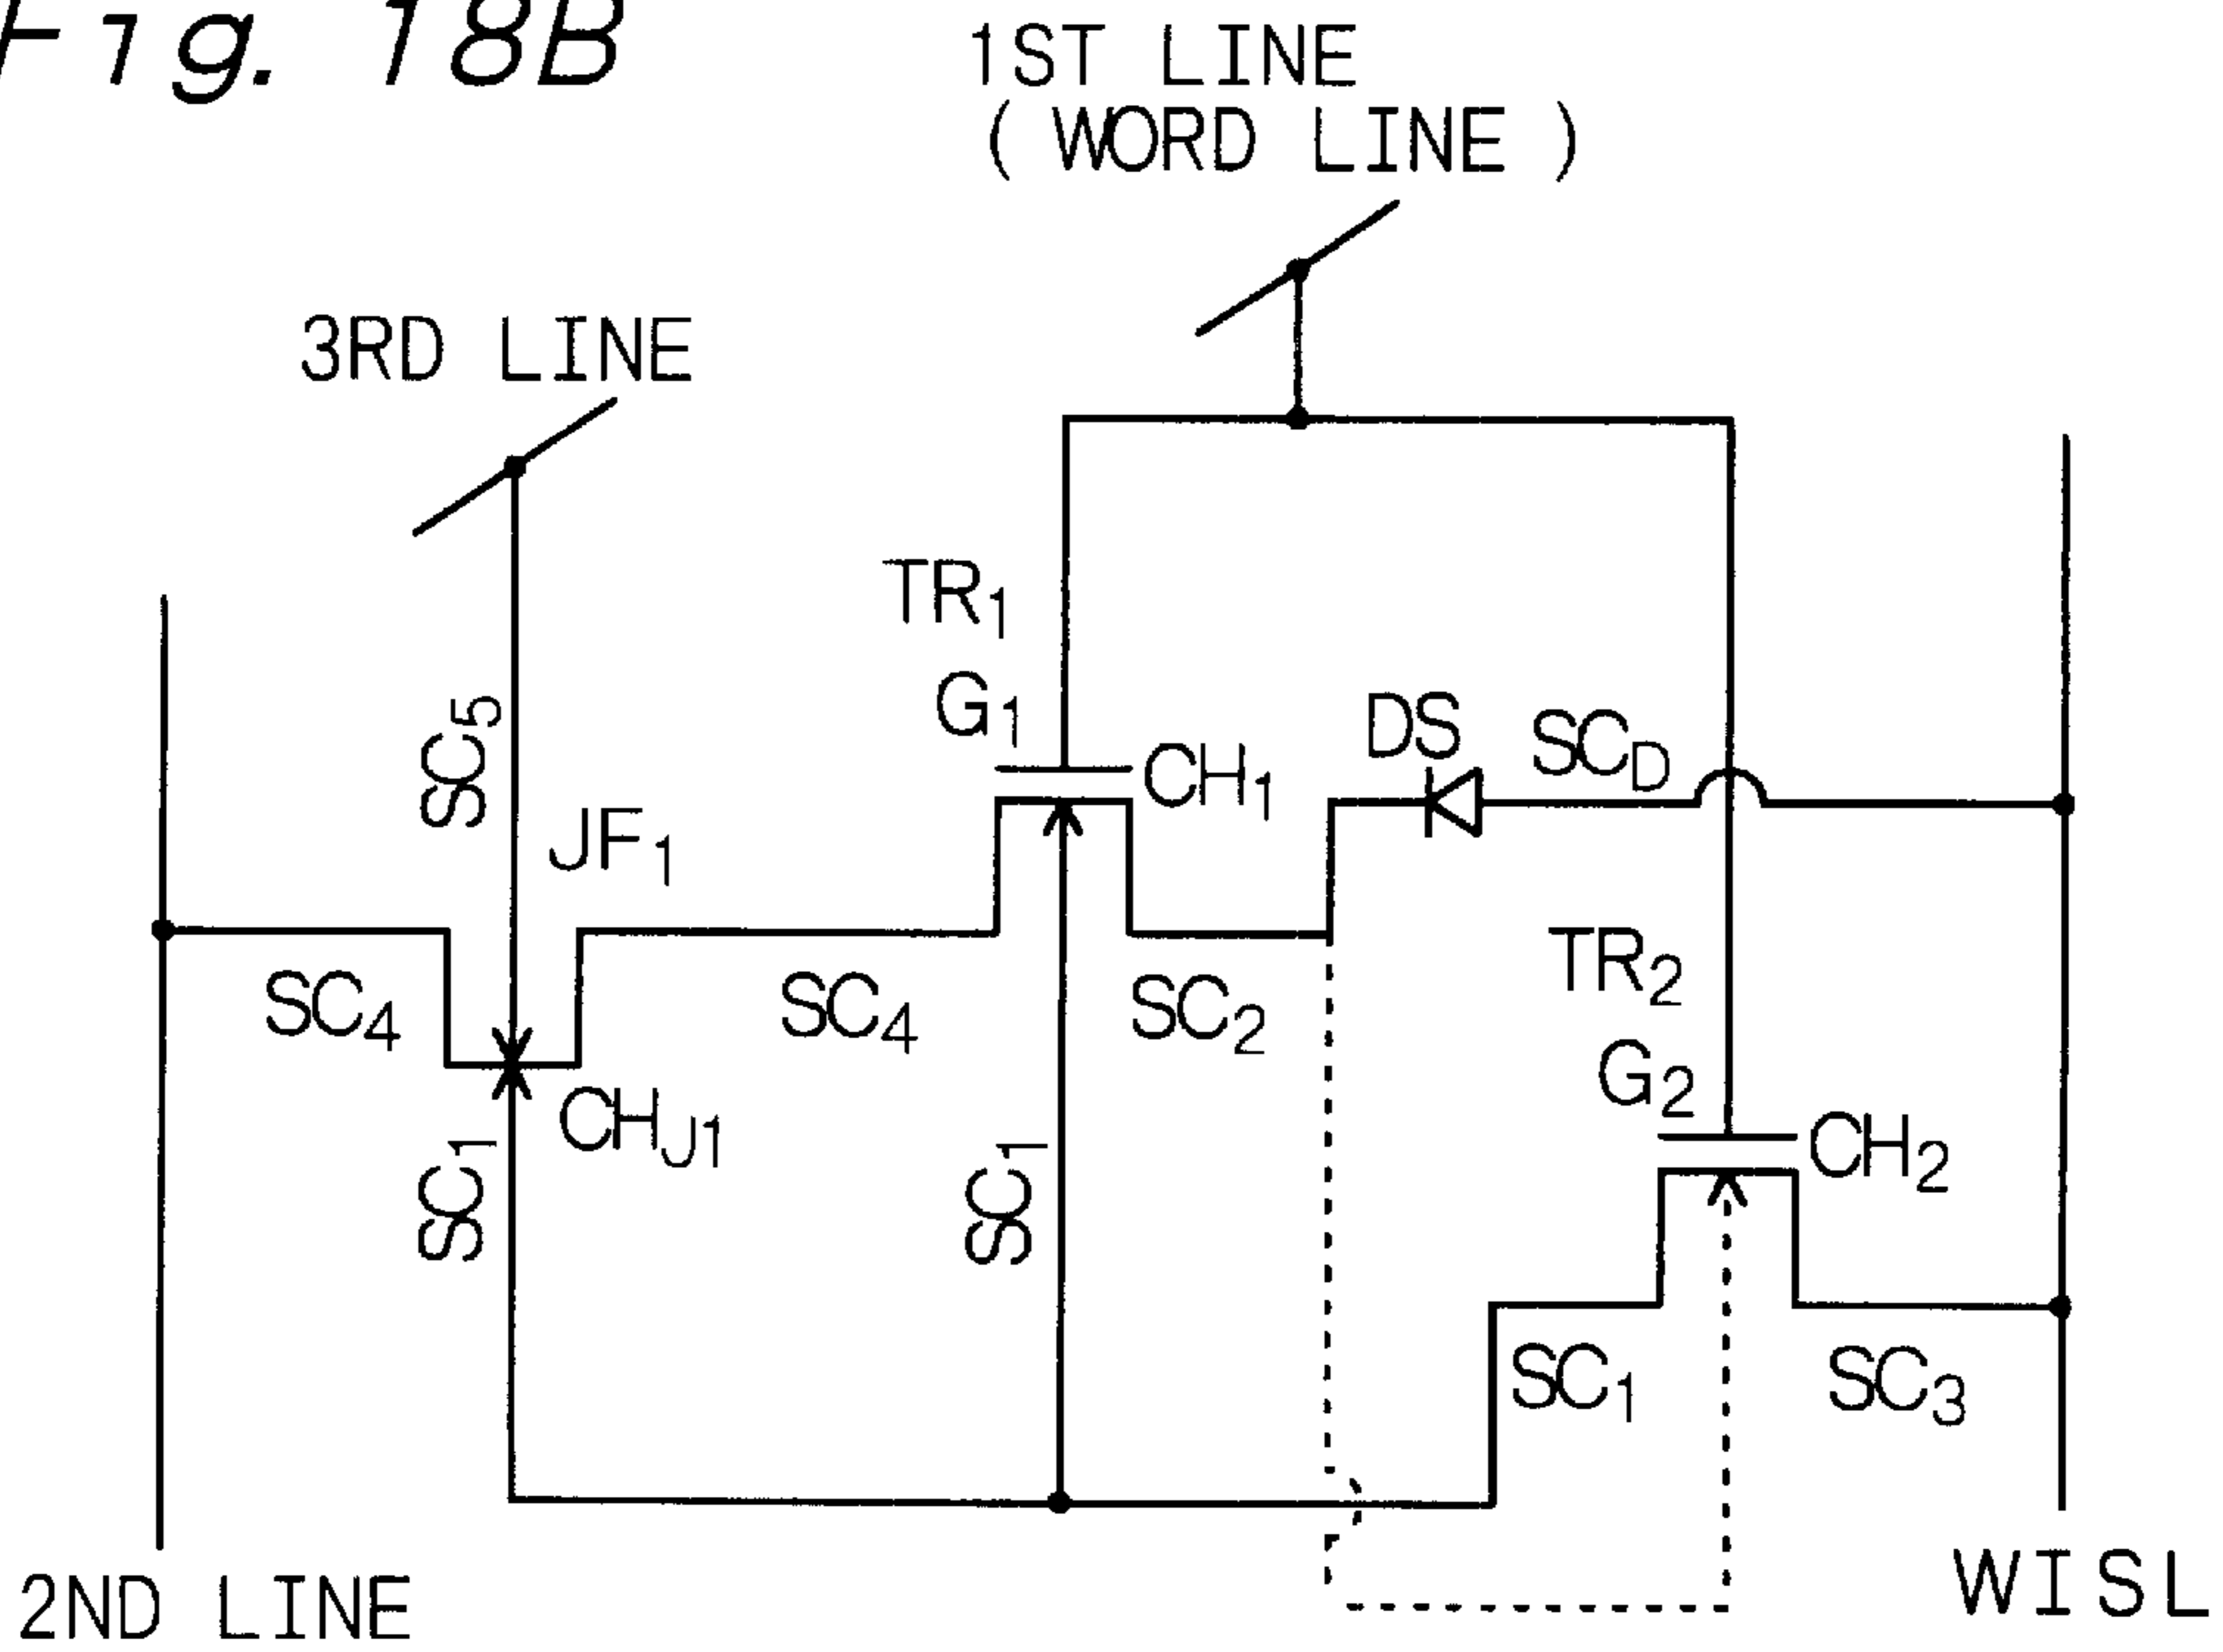 Fig. 18B
1ST LINE
( WORD LINE )
3RD LINE
TR1
G1
CH1
DS
SCD
SC5
JF1
SC4
SC4
SC2
TR2
G2
CH2
CHJ1
SC1
SC1
SC1
SC3
2ND LINE
WISL